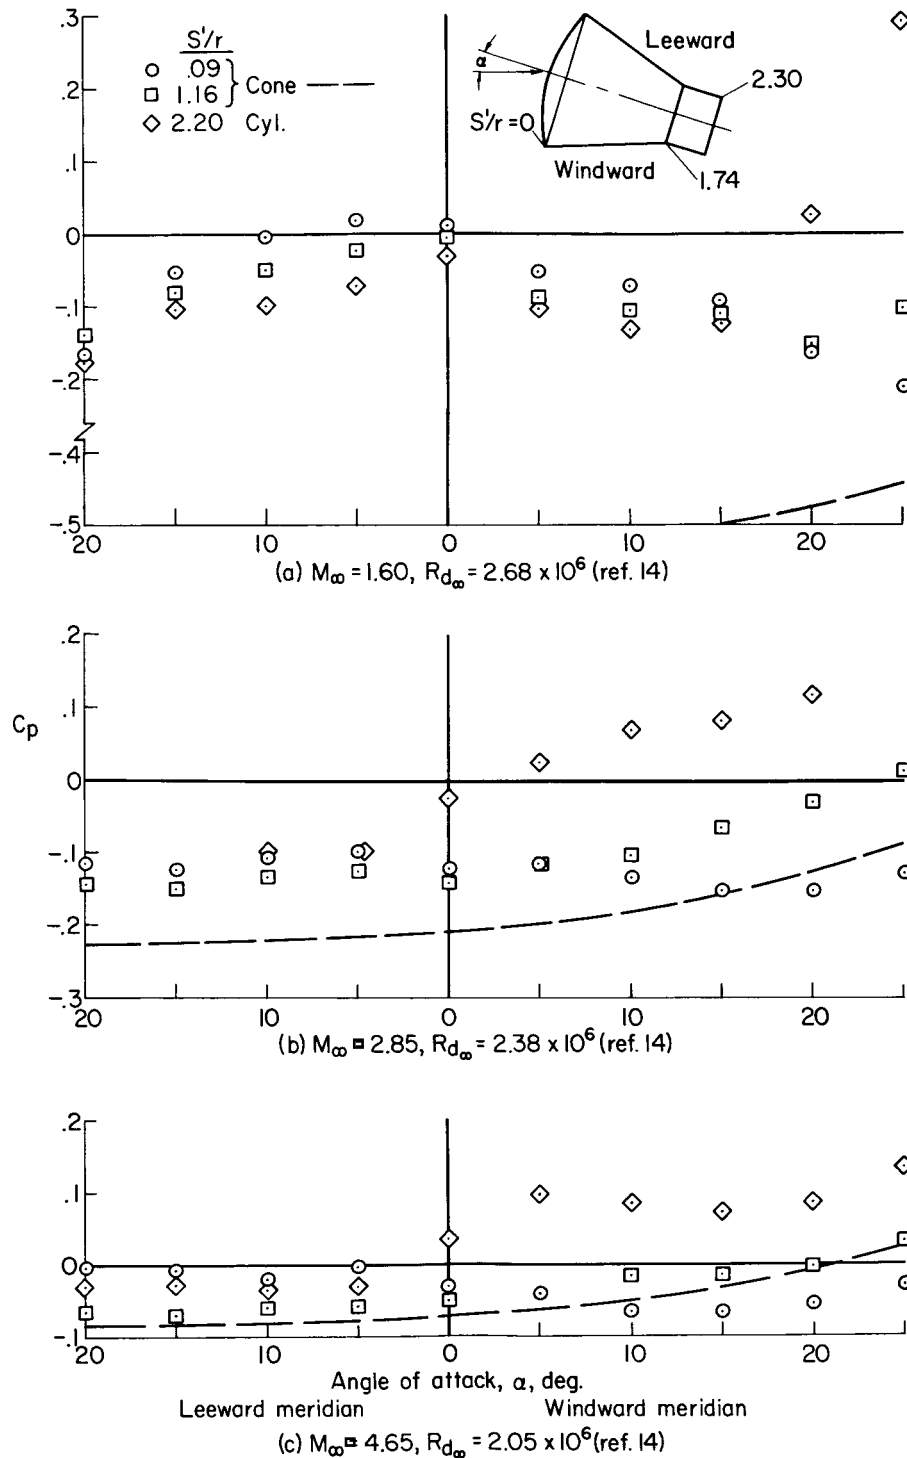 S'/r
.09
1.16
} Cone
2.20 Cyl.
α
Leeward
2.30
S'/r = 0
Windward
1.74
.3
.2
.1
0
-.1
-.2
-.4
-.5
20 10 0 10 20
(a) M∞ = 1.60, Rd∞ = 2.68 x 10⁶ (ref. 14)
Cp
.2
.1
0
-.1
-.2
-.3
20 10 0 10 20
(b) M∞ = 2.85, Rd∞ = 2.38 x 10⁶ (ref. 14)
.2
.1
0
-.1
20 10 0 10 20
Angle of attack, α, deg.
Leeward meridian Windward meridian
(c) M∞ = 4.65, Rd∞ = 2.05 x 10⁶ (ref. 14)